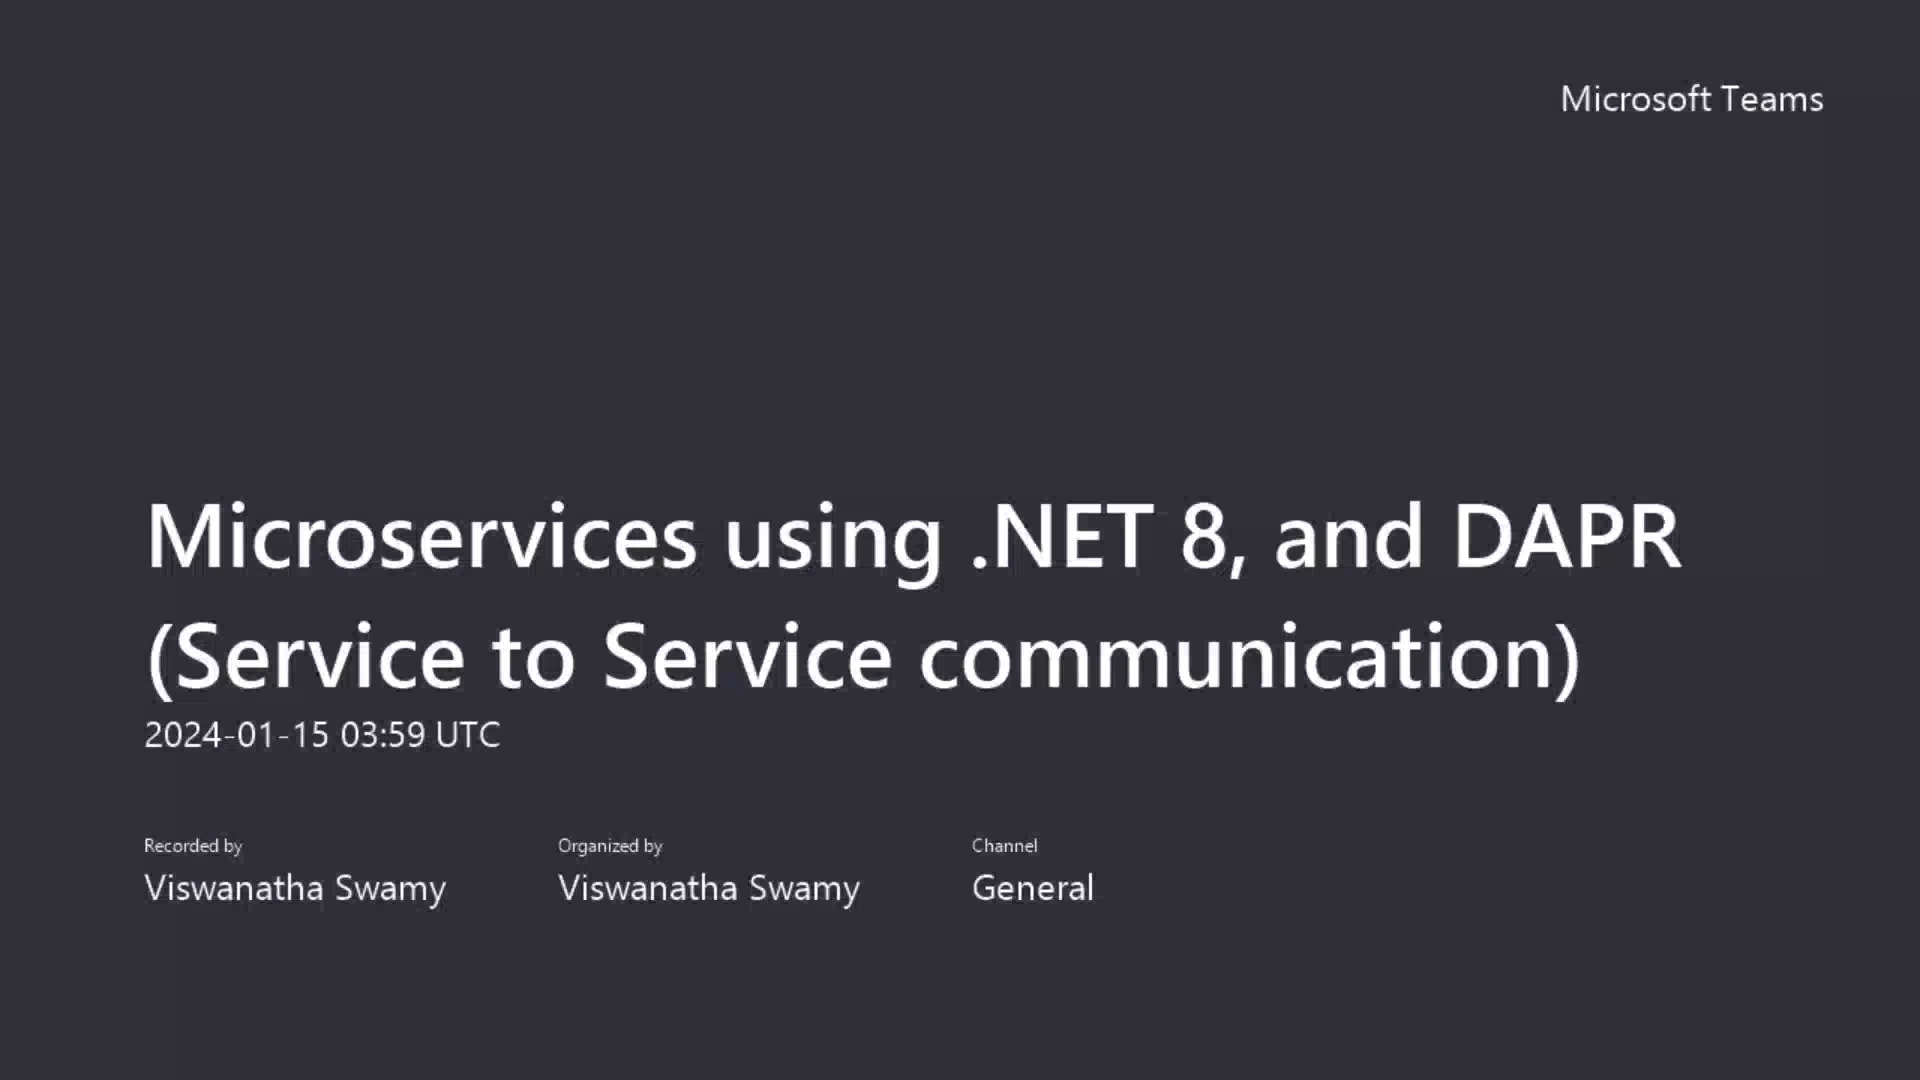 Microsoft Teams
Microservices using .NET 8, and DAPR
(Service to Service communication)
2024-01-15 03:59 UTC
Recorded by
Viswanatha Swamy
Organized by
Viswanatha Swamy
Channel
General